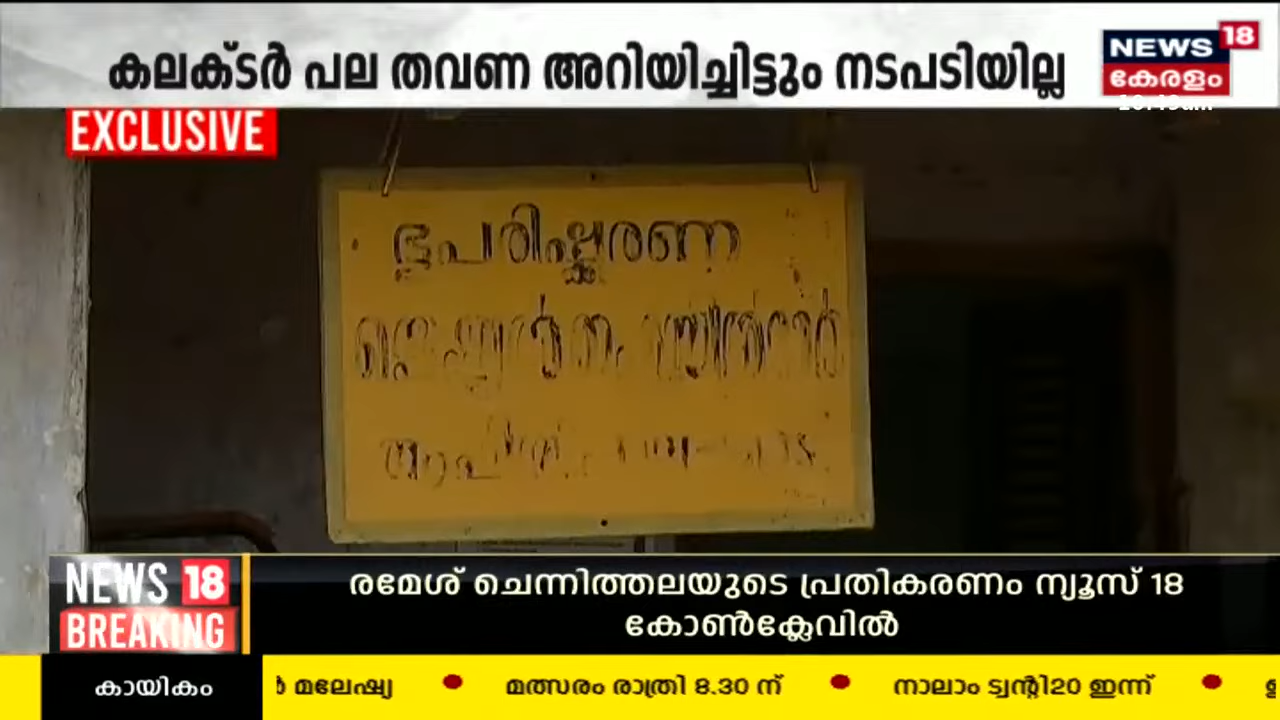 കലക്ടർ പല തവണ അറിയിച്ചിട്ടും നടപടിയില്ല
NEWS 18
കേരളം
EXCLUSIVE
ഭൂപരിഷ്ക്കരണ
NEWS 18
BREAKING
രമേശ് ചെന്നിത്തലയുടെ പ്രതികരണം ന്യൂസ് 18
കോൺക്ലേവിൽ
കായികം
മലേഷ്യ ● മത്സരം രാത്രി 8.30 ന് ● നാലാം ട്വന്റി20 ഇന്ന് ●